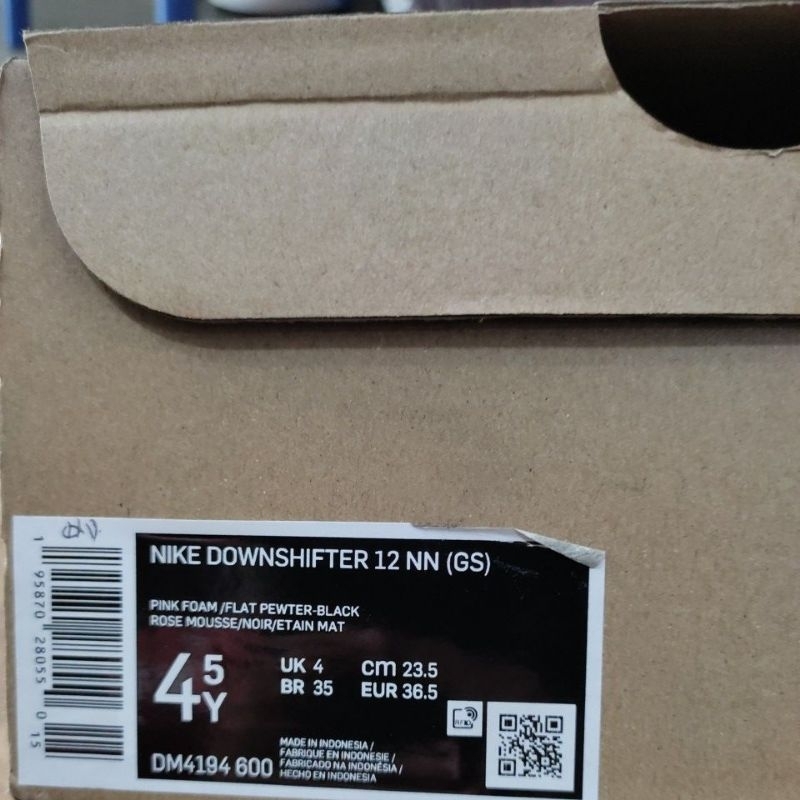 NIKE DOWNSHIFTER 12 NN (GS)
PINK FOAM /FLAT PEWTER-BLACK
ROSE MOUSSE/NOIR/ETAIN MAT
4 5 Y
UK 4 cm 23.5
BR 35 EUR 36.5
DM4194 600
MADE IN INDONESIA /
FABRIQUE EN INDONESIE /
FABRICADO NA INDONÉSIA /
HECHO EN INDONESIA
RFID
1 95870 28055 0 15